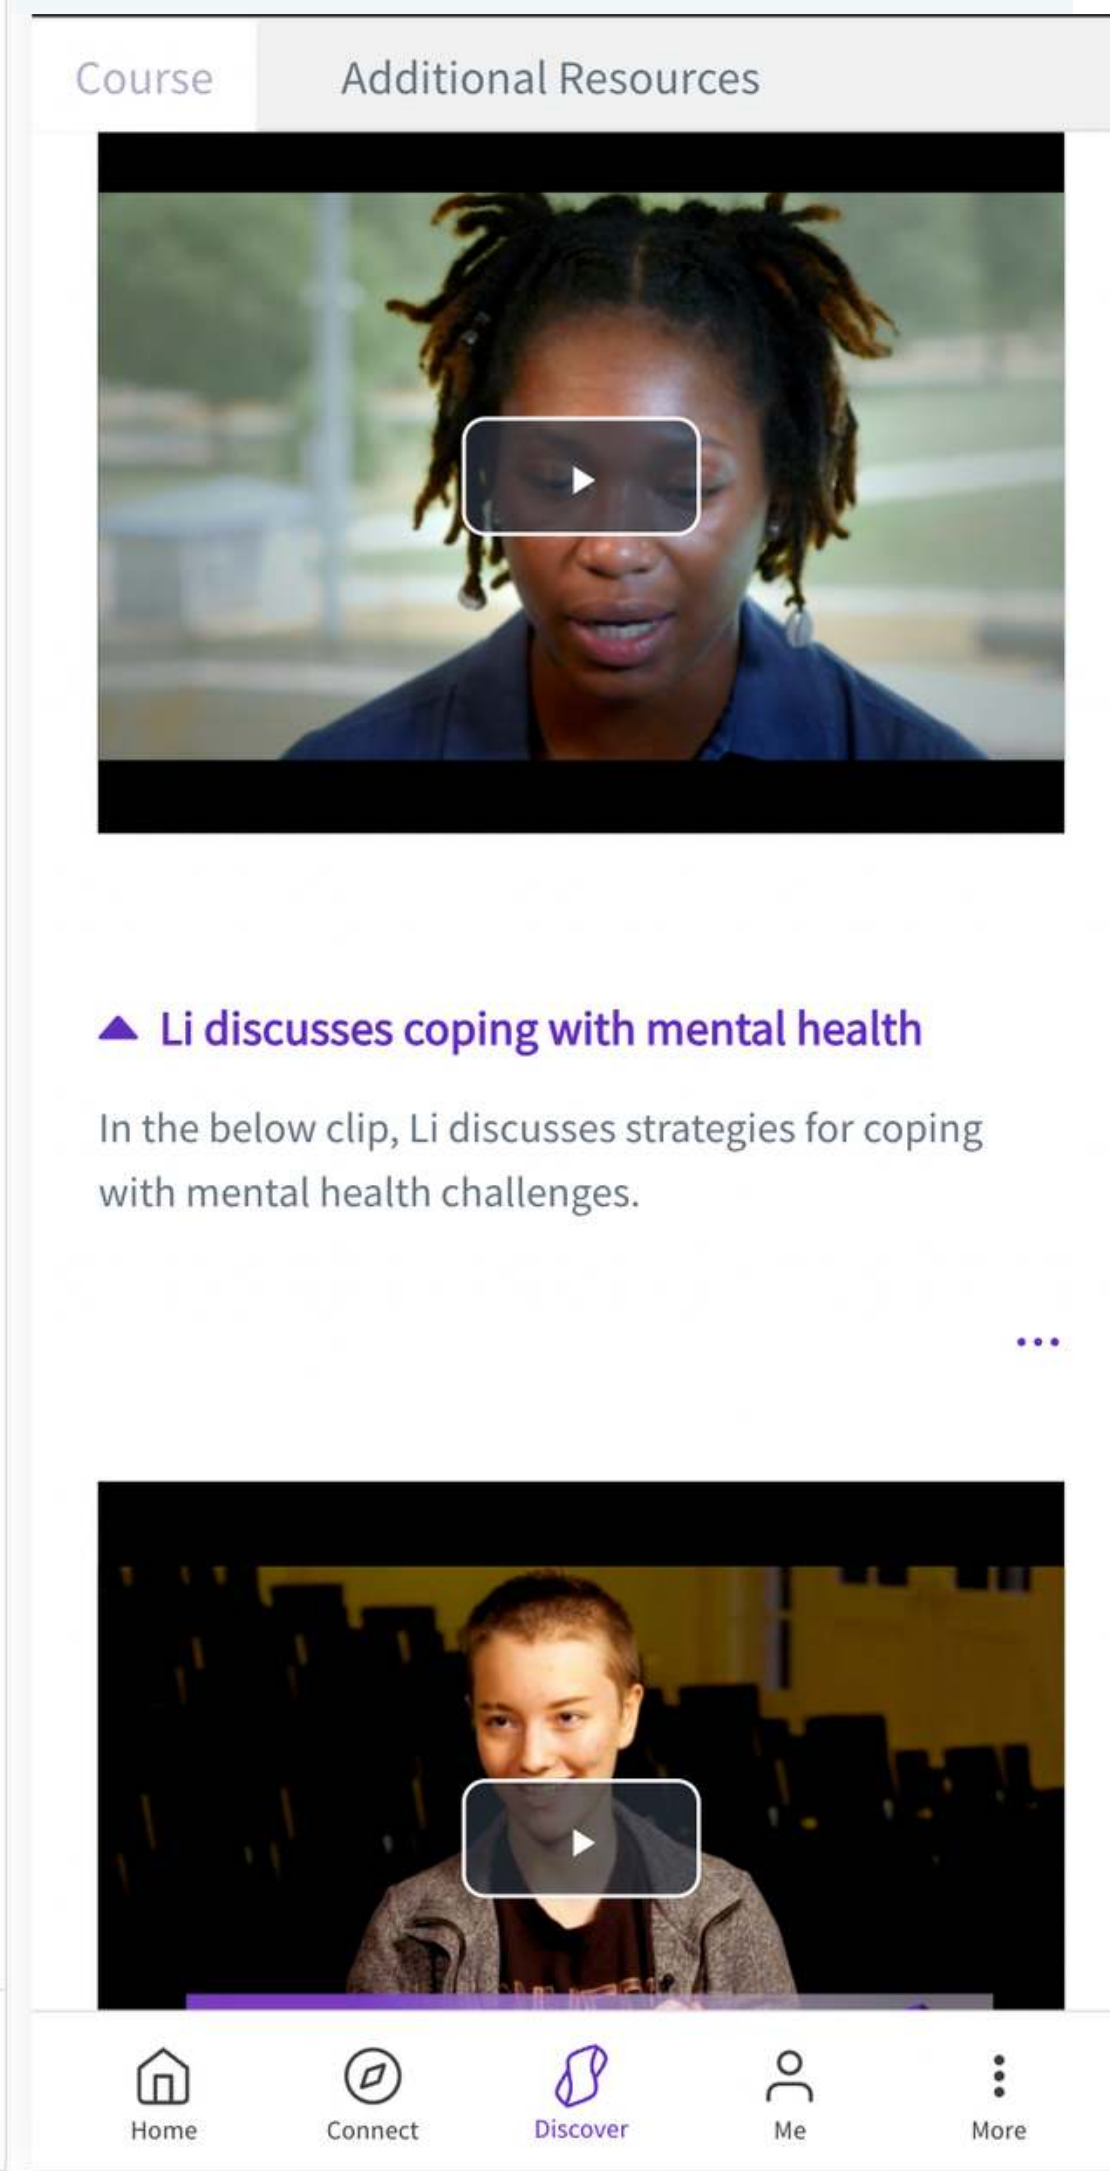 Course
Additional Resources
Li discusses coping with mental health
In the below clip, Li discusses strategies for coping
with mental health challenges.
Home
Connect
Discover
Me
More